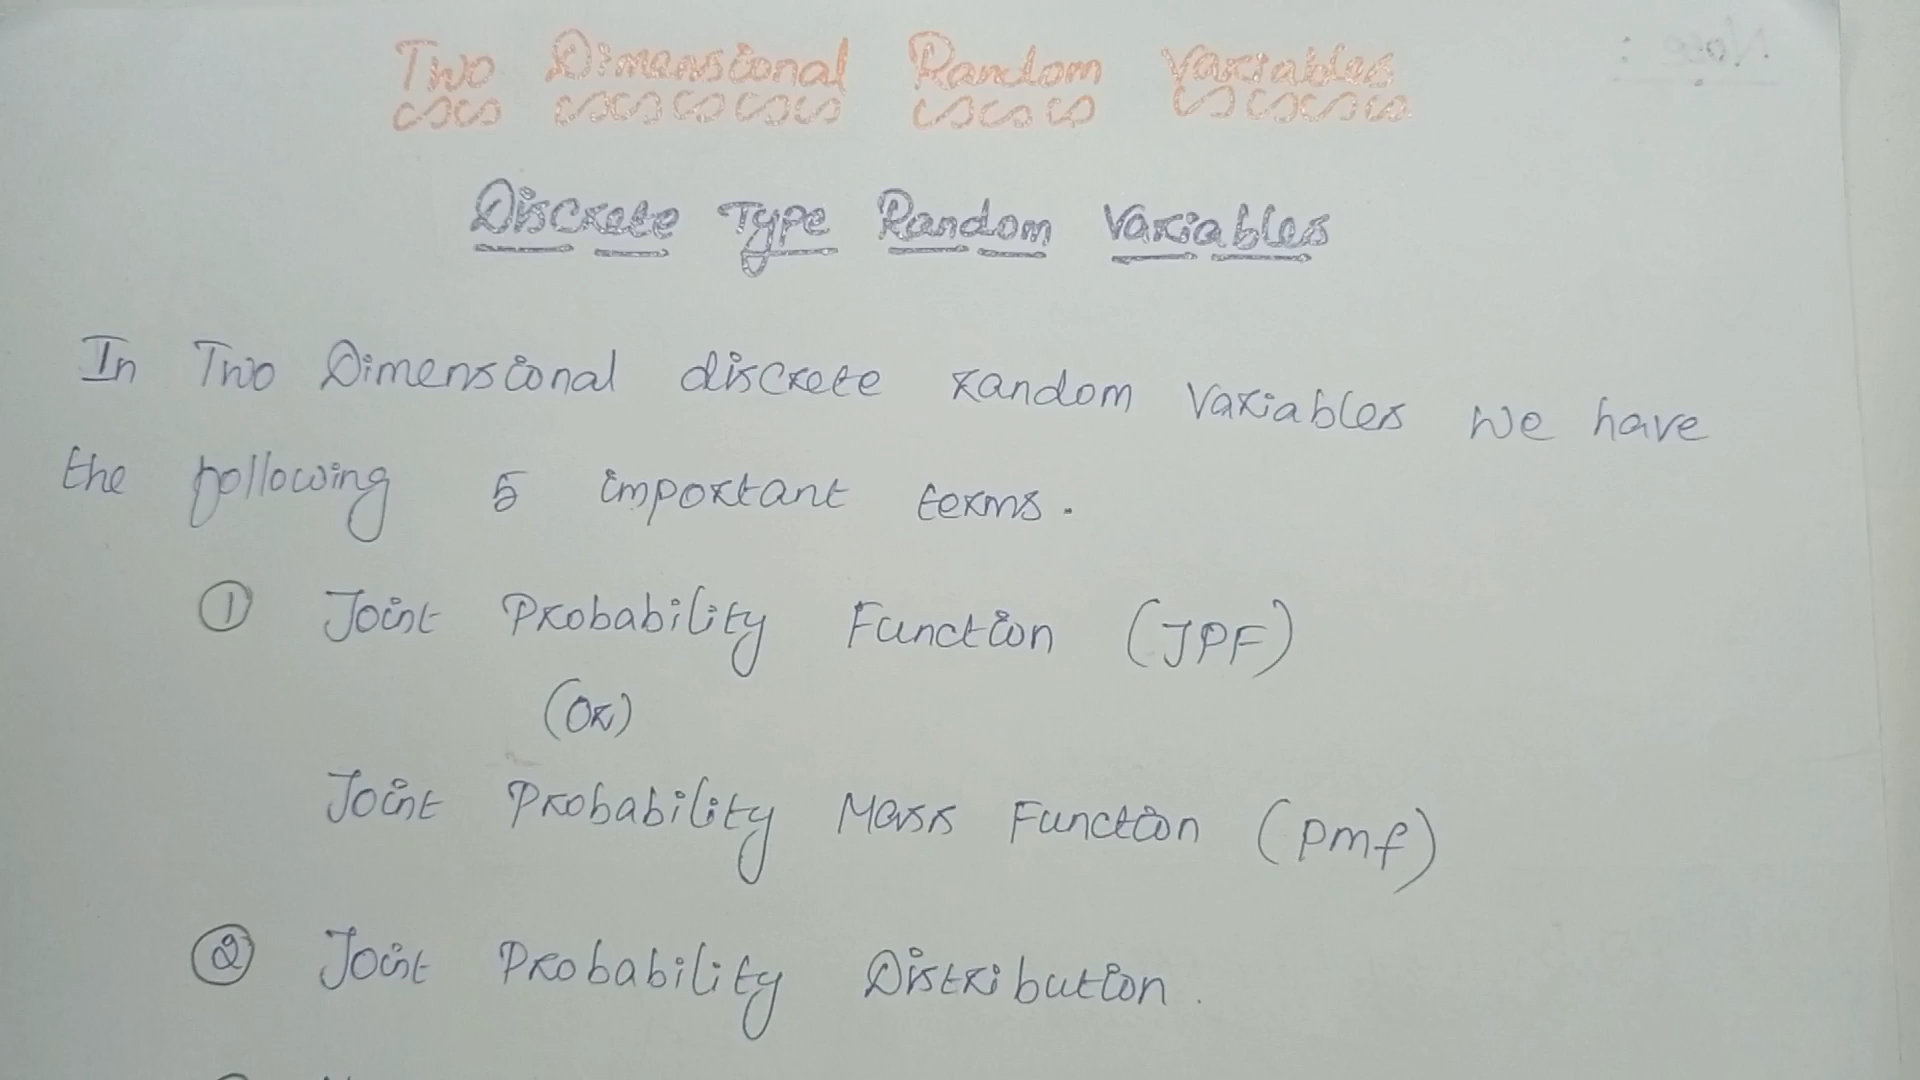 Two Dimensional Random Variables
Discrete Type Random Variables
In Two Dimensional discrete random Variables we have
the following 5 important terms.
① Joint Probability Function (JPF)
(Or)
Joint Probability Mass Function (pmf)
② Joint Probability Distribution.